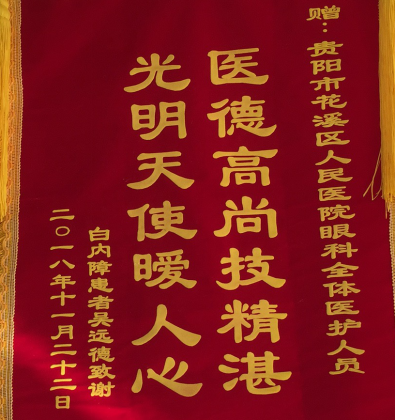 赠:贵阳市花溪区人民医院眼科全体医护人员
医德高尚技精湛
光明天使暖人心
白内障患者吴远德致谢
二〇一八年十一月二十二日